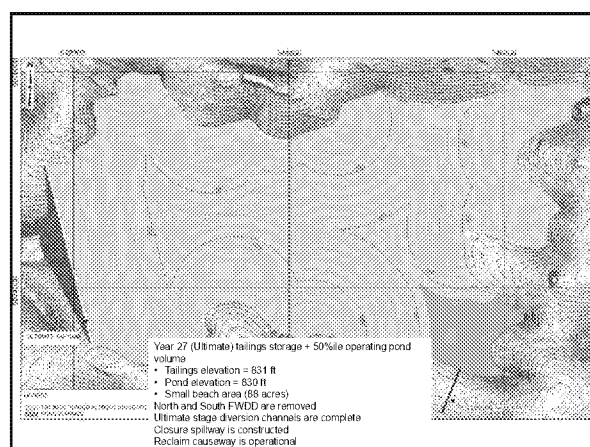 Year 27 (Ultimate) tailings storage + 50%ile operating pond
volume
• Tailings elevation = 831 ft
• Pond elevation = 830 ft
• Small beach area (88 acres)
North and South FWDD are removed
Ultimate stage diversion channels are complete
Closure spillway is constructed
Reclaim causeway is operational